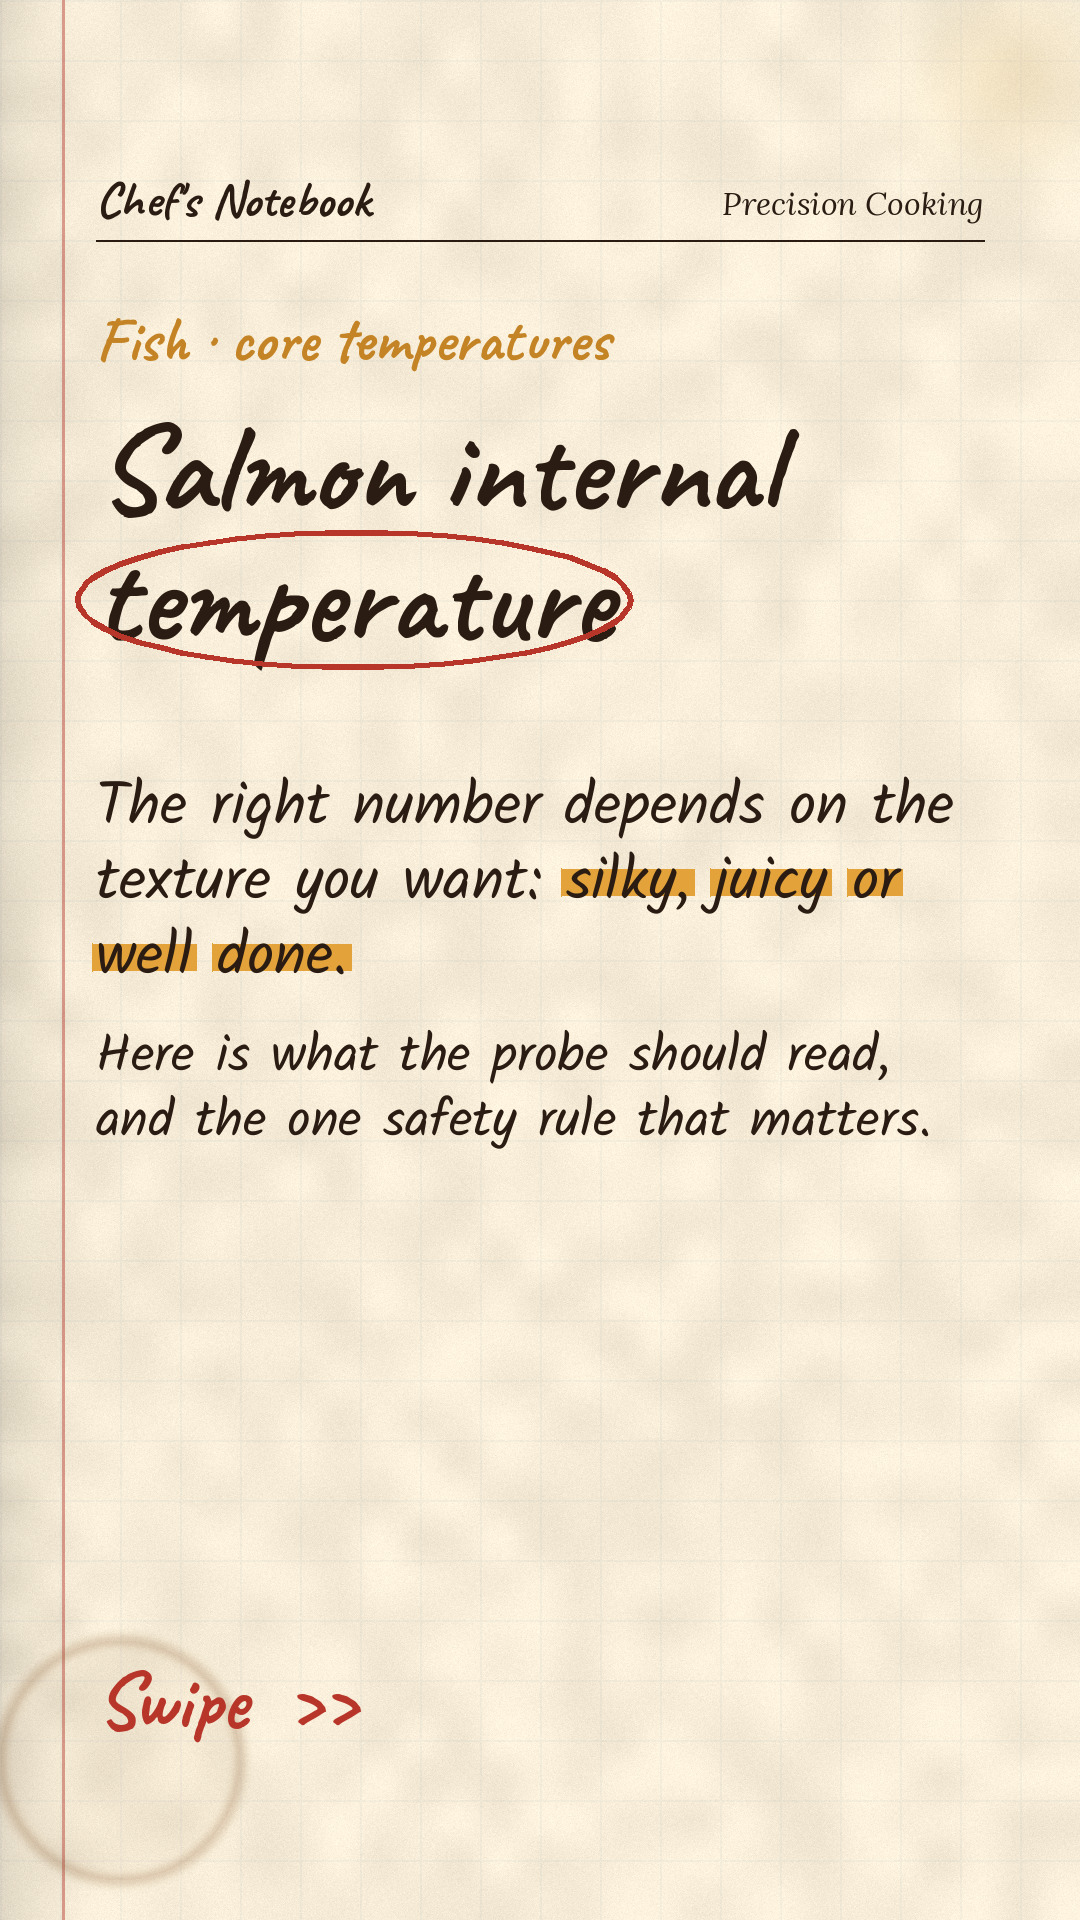 Chef's Notebook
Precision Cooking
Fish · core temperatures
Salmon internal
temperature
The right number depends on the
texture you want: silky, juicy or
well done.
Here is what the probe should read,
and the one safety rule that matters.
Swipe >>